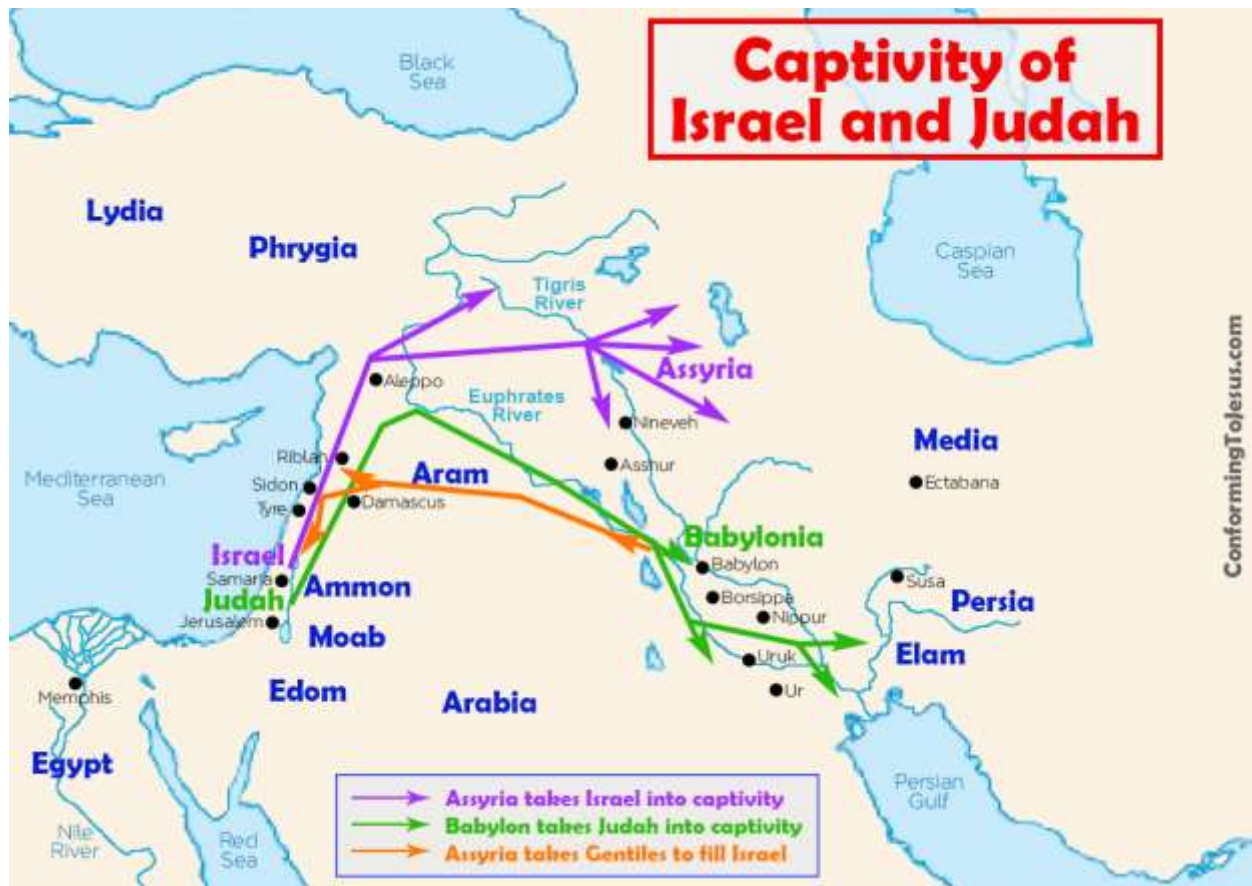 Captivity of
Israel and Judah
Black
Sea
Lydia
Phrygia
Caspian
Sea
Tigris
River
Assyria
Aleppo
Euphrates
River
Nineveh
Media
Riblah
Aram
Asshur
Mediterranean
Sea
Sidon
Ectabana
Tyre
Damascus
Babylonia
Israel
Babylon
Samaria
Ammon
Susa
Judah
Borsippa
Persia
Jerusalem
Nippur
Moab
Elam
Uruk
Memphis
Edom
Ur
Arabia
Egypt
Persian
Gulf
Nile
River
Red
Sea
Assyria takes Israel into captivity
Babylon takes Judah into captivity
Assyria takes Gentiles to fill Israel
ConformingToJesus.com